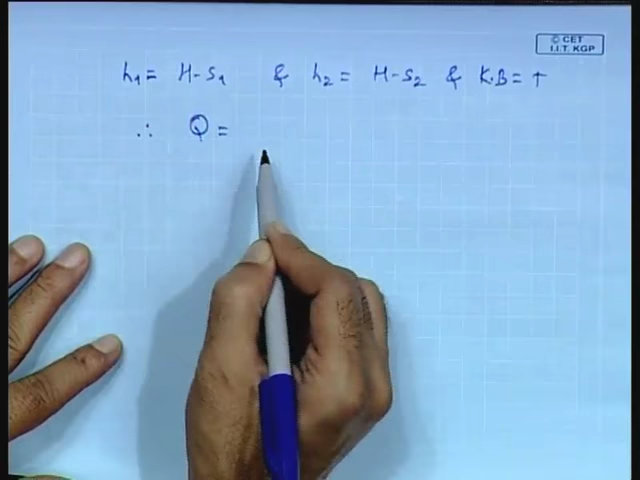 © CET
I.I.T. KGP
h₁ = H-S₁ & h₂ = H-S₂ & K.B = T
∴ Q =